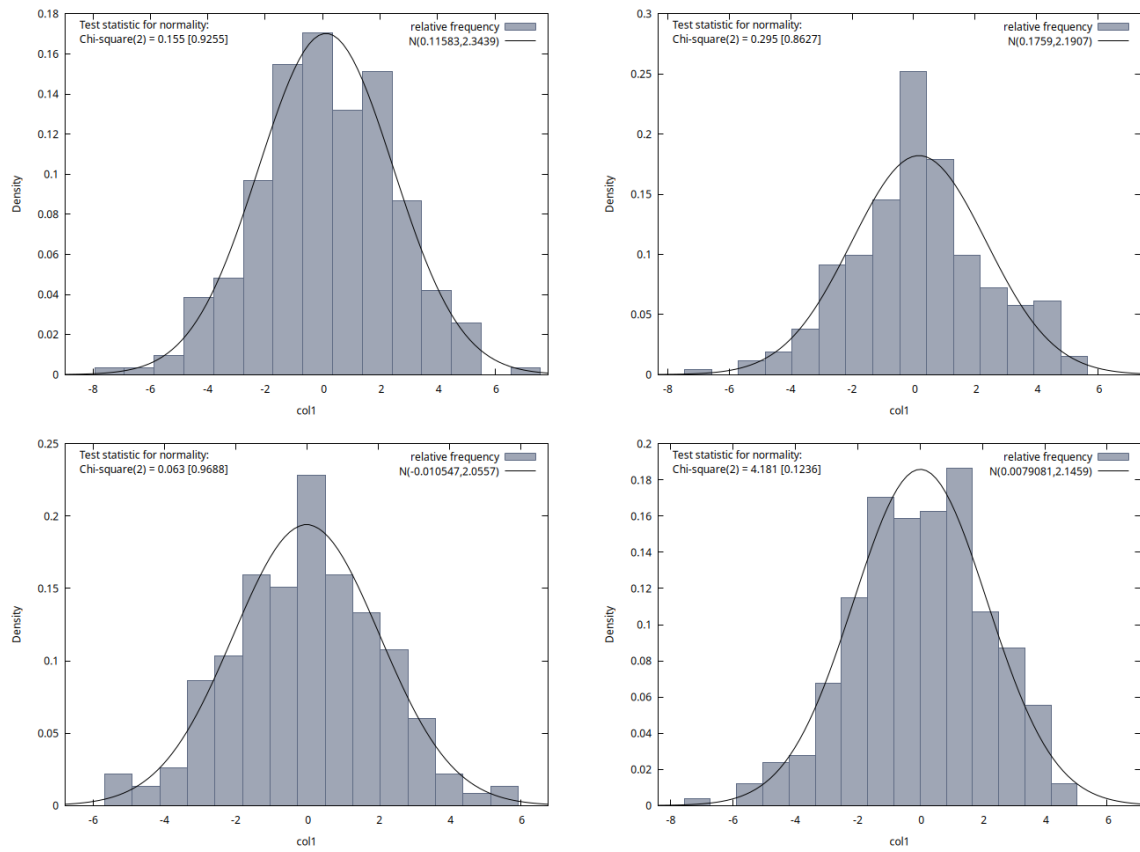 Test statistic for normality:
Chi-square(2) = 0.155 [0.9255]
relative frequency
N(0.11583,2.3439)
0.18
0.16
0.14
0.12
0.1
0.08
0.06
0.04
0.02
0
Density
-8 -6 -4 -2 0 2 4 6
col1
Test statistic for normality:
Chi-square(2) = 0.295 [0.8627]
relative frequency
N(0.1759,2.1907)
0.3
0.25
0.2
0.15
0.1
0.05
0
Density
-8 -6 -4 -2 0 2 4 6
col1
Test statistic for normality:
Chi-square(2) = 0.063 [0.9688]
relative frequency
N(-0.010547,2.0557)
0.25
0.2
0.15
0.1
0.05
0
Density
-6 -4 -2 0 2 4 6
col1
Test statistic for normality:
Chi-square(2) = 4.181 [0.1236]
relative frequency
N(0.0079081,2.1459)
0.2
0.18
0.16
0.14
0.12
0.1
0.08
0.06
0.04
0.02
0
Density
-8 -6 -4 -2 0 2 4 6
col1